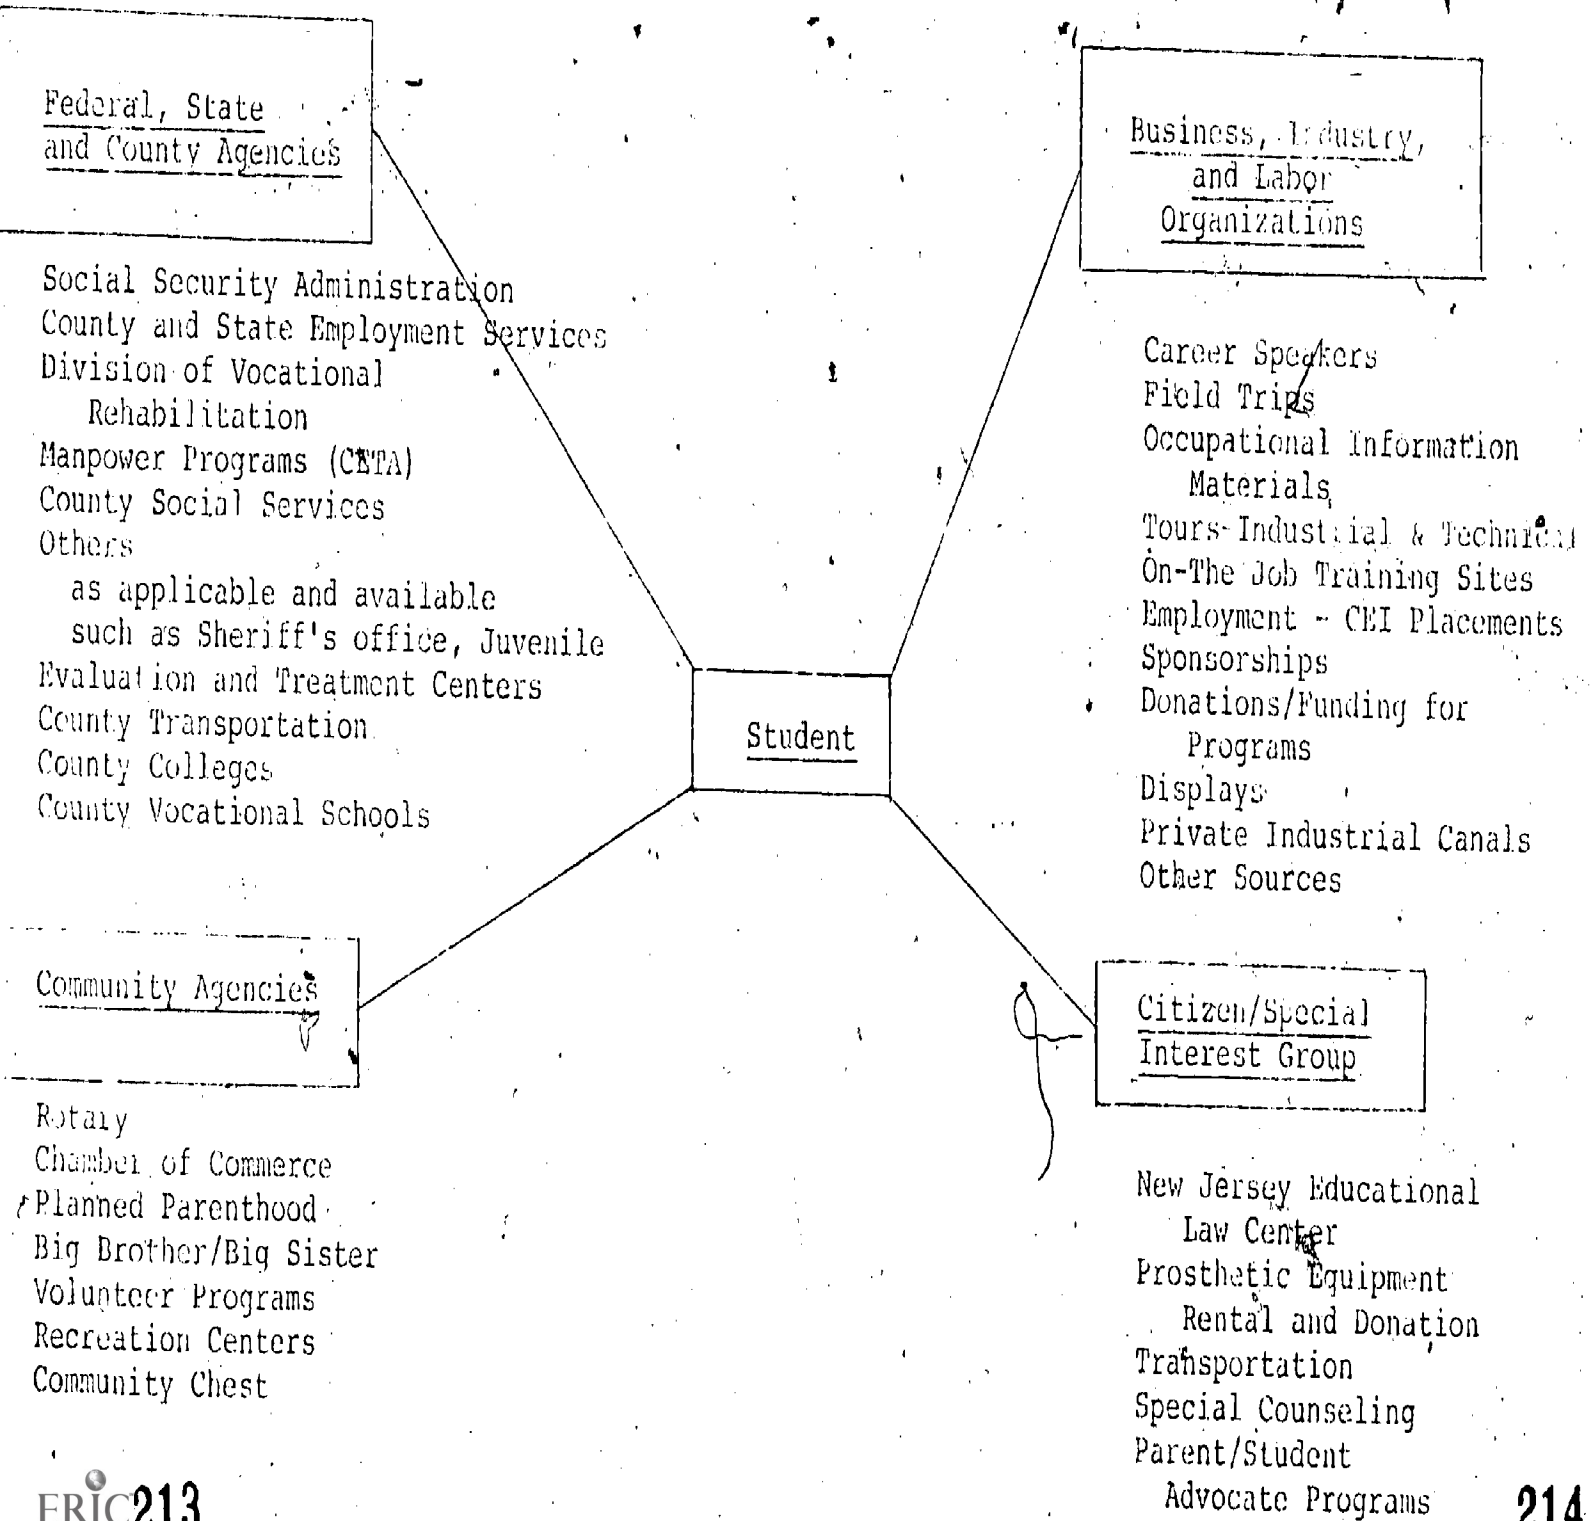 Federal, State
and County Agencies
Social Security Administration
County and State Employment Services
Division of Vocational
Rehabilitation
Manpower Programs (CETA)
County Social Services
Others
as applicable and available
such as Sheriff's office, Juvenile
Evaluation and Treatment Centers
County Transportation
County Colleges
County Vocational Schools
Business, Industry,
and Labor
Organizations
Career Speakers
Field Trips
Occupational Information
Materials
Tours-Industrial & Technical
On-The Job Training Sites
Employment - CEI Placements
Sponsorships
Donations/Funding for
Programs
Displays
Private Industrial Canals
Other Sources
Student
Community Agencies
Rotary
Chamber of Commerce
Planned Parenthood
Big Brother/Big Sister
Volunteer Programs
Recreation Centers
Community Chest
Citizen/Special
Interest Group
New Jersey Educational
Law Center
Prosthetic Equipment
Rental and Donation
Transportation
Special Counseling
Parent/Student
Advocate Programs
ERIC 213
214